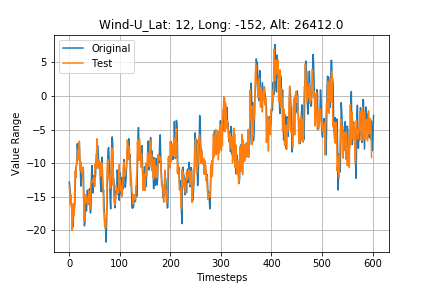 Wind-U_Lat: 12, Long: -152, Alt: 26412.0
Original
Test
Value Range
5
0
−5
−10
−15
−20
0 100 200 300 400 500 600
Timesteps